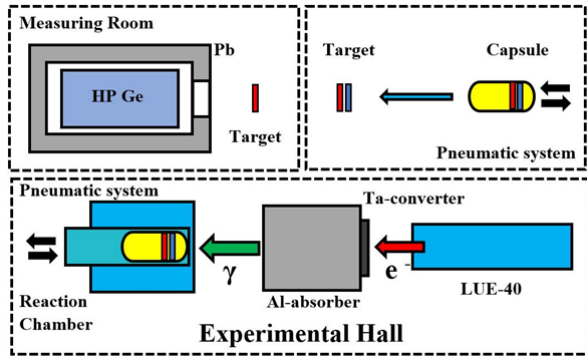 Measuring Room
Pb
HP Ge
Target
Target
Capsule
Pneumatic system
Pneumatic system
Ta-converter
γ
e-
Al-absorber
LUE-40
Reaction
Chamber
Experimental Hall